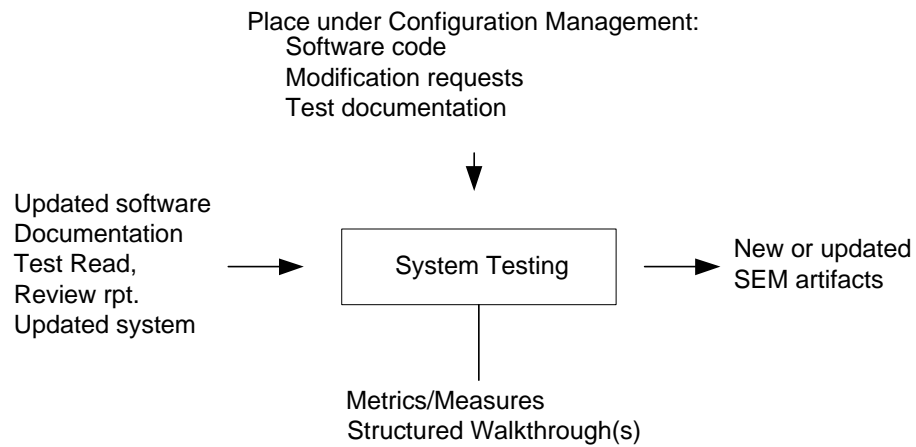 Place under Configuration Management:
Software code
Modification requests
Test documentation
Updated software
Documentation
Test Read,
Review rpt.
Updated system
System Testing
New or updated
SEM artifacts
Metrics/Measures
Structured Walkthrough(s)